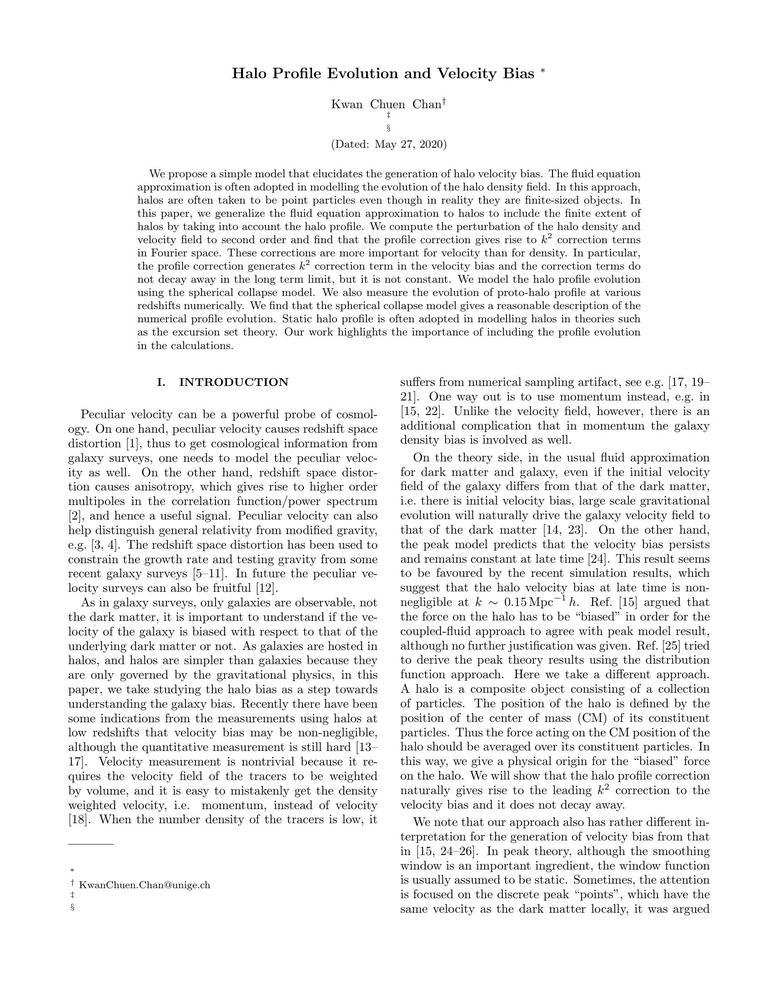 Halo Profile Evolution and Velocity Bias *
Kwan Chuen Chan†
‡
§
(Dated: May 27, 2020)
We propose a simple model that elucidates the generation of halo velocity bias. The fluid equation
approximation is often adopted in modelling the evolution of the halo density field. In this approach,
halos are often taken to be point particles even though in reality they are finite-sized objects. In
this paper, we generalize the fluid equation approximation to halos to include the finite extent of
halos by taking into account the halo profile. We compute the perturbation of the halo density and
velocity field to second order and find that the profile correction gives rise to k² correction terms
in Fourier space. These corrections are more important for velocity than for density. In particular,
the profile correction generates k² correction term in the velocity bias and the correction terms do
not decay away in the long term limit, but it is not constant. We model the halo profile evolution
using the spherical collapse model. We also measure the evolution of proto-halo profile at various
redshifts numerically. We find that the spherical collapse model gives a reasonable description of the
numerical profile evolution. Static halo profile is often adopted in modelling halos in theories such
as the excursion set theory. Our work highlights the importance of including the profile evolution
in the calculations.
I. INTRODUCTION
Peculiar velocity can be a powerful probe of cosmol-
ogy. On one hand, peculiar velocity causes redshift space
distortion [1], thus to get cosmological information from
galaxy surveys, one needs to model the peculiar veloc-
ity as well. On the other hand, redshift space distor-
tion causes anisotropy, which gives rise to higher order
multipoles in the correlation function/power spectrum
[2], and hence a useful signal. Peculiar velocity can also
help distinguish general relativity from modified gravity,
e.g. [3, 4]. The redshift space distortion has been used to
constrain the growth rate and testing gravity from some
recent galaxy surveys [5–11]. In future the peculiar ve-
locity surveys can also be fruitful [12].
As in galaxy surveys, only galaxies are observable, not
the dark matter, it is important to understand if the ve-
locity of the galaxy is biased with respect to that of the
underlying dark matter or not. As galaxies are hosted in
halos, and halos are simpler than galaxies because they
are only governed by the gravitational physics, in this
paper, we take studying the halo bias as a step towards
understanding the galaxy bias. Recently there have been
some indications from the measurements using halos at
low redshifts that velocity bias may be non-negligible,
although the quantitative measurement is still hard [13–
17]. Velocity measurement is nontrivial because it re-
quires the velocity field of the tracers to be weighted
by volume, and it is easy to mistakenly get the density
weighted velocity, i.e. momentum, instead of velocity
[18]. When the number density of the tracers is low, it
*
† KwanChuen.Chan@unige.ch
‡
§
suffers from numerical sampling artifact, see e.g. [17, 19–
21]. One way out is to use momentum instead, e.g. in
[15, 22]. Unlike the velocity field, however, there is an
additional complication that in momentum the galaxy
density bias is involved as well.
On the theory side, in the usual fluid approximation
for dark matter and galaxy, even if the initial velocity
field of the galaxy differs from that of the dark matter,
i.e. there is initial velocity bias, large scale gravitational
evolution will naturally drive the galaxy velocity field to
that of the dark matter [14, 23]. On the other hand,
the peak model predicts that the velocity bias persists
and remains constant at late time [24]. This result seems
to be favoured by the recent simulation results, which
suggest that the halo velocity bias at late time is non-
negligible at k ∼ 0.15 Mpc⁻¹ h. Ref. [15] argued that
the force on the halo has to be “biased” in order for the
coupled-fluid approach to agree with peak model result,
although no further justification was given. Ref. [25] tried
to derive the peak theory results using the distribution
function approach. Here we take a different approach.
A halo is a composite object consisting of a collection
of particles. The position of the halo is defined by the
position of the center of mass (CM) of its constituent
particles. Thus the force acting on the CM position of the
halo should be averaged over its constituent particles. In
this way, we give a physical origin for the “biased” force
on the halo. We will show that the halo profile correction
naturally gives rise to the leading k² correction to the
velocity bias and it does not decay away.
We note that our approach also has rather different in-
terpretation for the generation of velocity bias from that
in [15, 24–26]. In peak theory, although the smoothing
window is an important ingredient, the window function
is usually assumed to be static. Sometimes, the attention
is focused on the discrete peak “points”, which have the
same velocity as the dark matter locally, it was argued